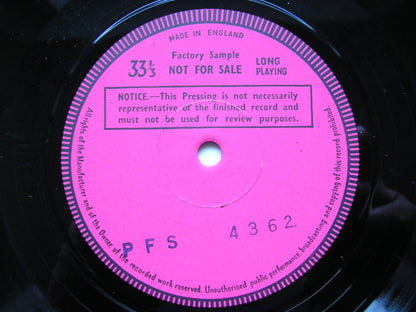 MADE IN ENGLAND
Factory Sample
33⅓ NOT FOR SALE LONG PLAYING
NOTICE.—This Pressing is not necessarily
representative of the finished record and
must not be used for review purposes.
PFS 4362.
All rights of the Manufacturer and of the Owner of the recorded work reserved. Unauthorised public performance, broadcasting and copying of this record prohibited